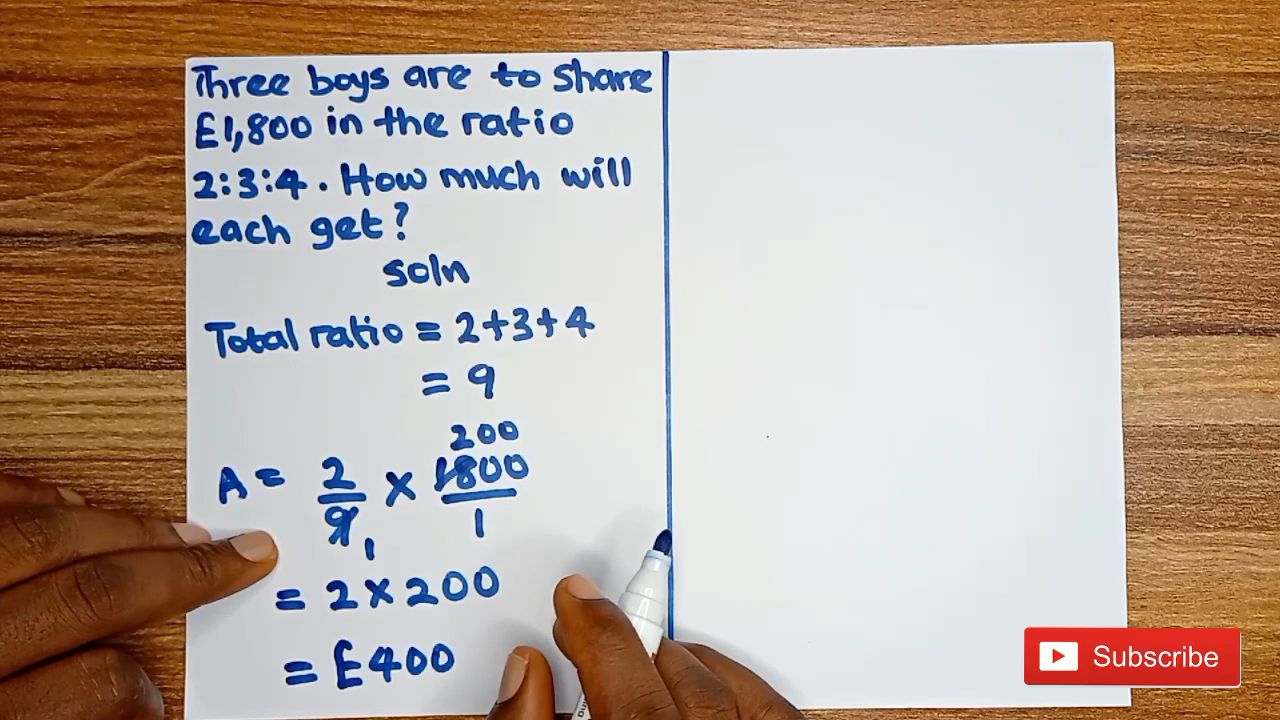 Three boys are to share
£1,800 in the ratio
2:3:4. How much will
each get?
soln
Total ratio = 2+3+4
= 9
200
A = 2/9 × 1800/1
1
= 2×200
= £400
Subscribe